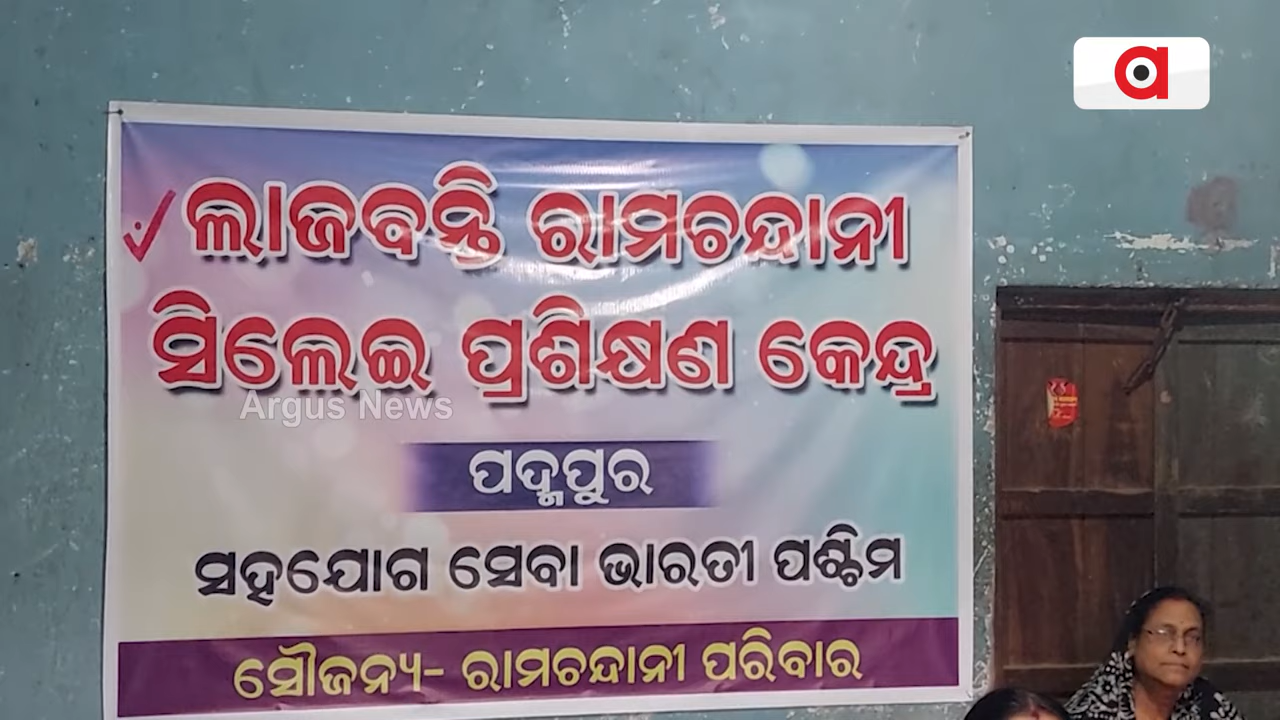 ଲାଜବନ୍ତି ରାମଚନ୍ଦାନୀ
ସିଲେଇ ପ୍ରଶିକ୍ଷଣ କେନ୍ଦ୍ର
Argus News
ପଦ୍ମପୁର
ସହଯୋଗ ସେବା ଭାରତୀ ପଶ୍ଚିମ
ସୌଜନ୍ୟ- ରାମଚନ୍ଦାନୀ ପରିବାର